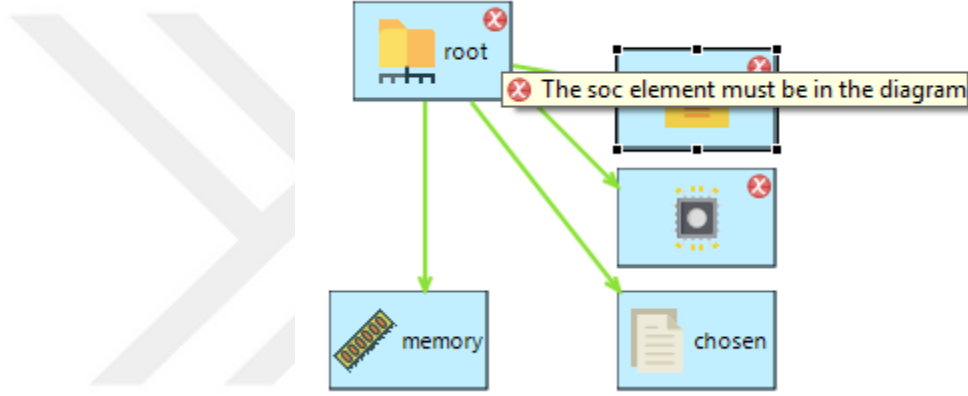 root
The soc element must be in the diagram
memory
chosen